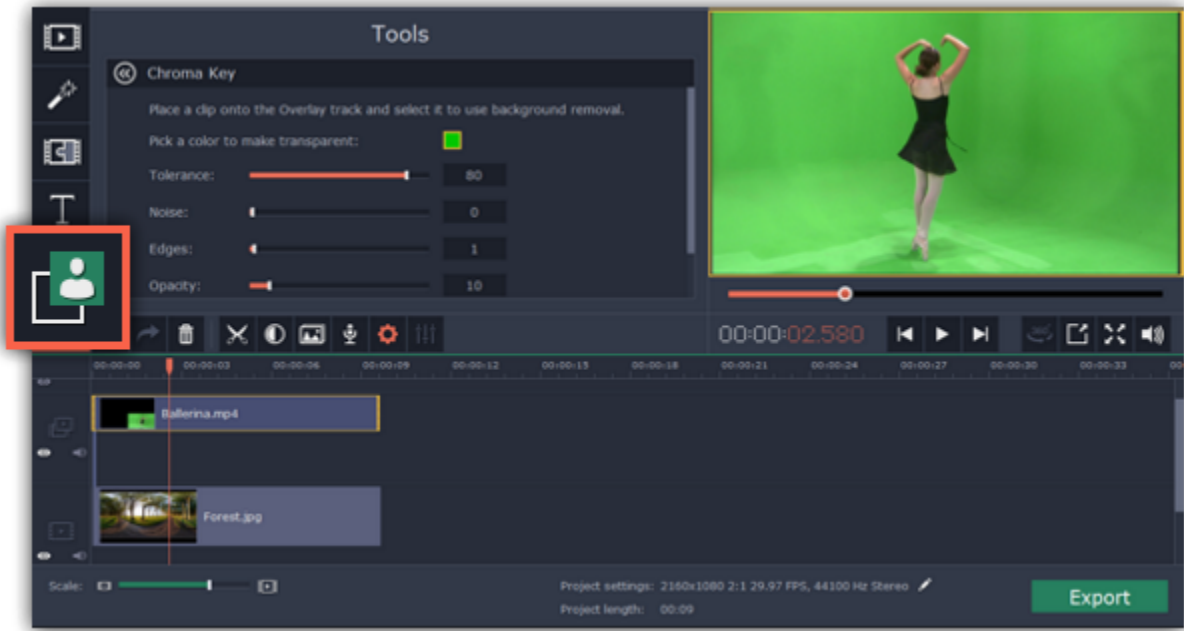 Tools
Chroma Key
Place a clip onto the Overlay track and select it to use background removal.
Pick a color to make transparent:
Tolerance: 80
Noise: 0
Edges: 1
Opacity: 10
T
00:00:02.580
00:00:00 00:00:03 00:00:06 00:00:09 00:00:12 00:00:15 00:00:18 00:00:21 00:00:24 00:00:27 00:00:30 00:00:33 00
Ballerina.mp4
Forest.jpg
Scale:
Project settings: 2160x1080 2:1 29.97 FPS, 44100 Hz Stereo
Project length: 00:09
Export